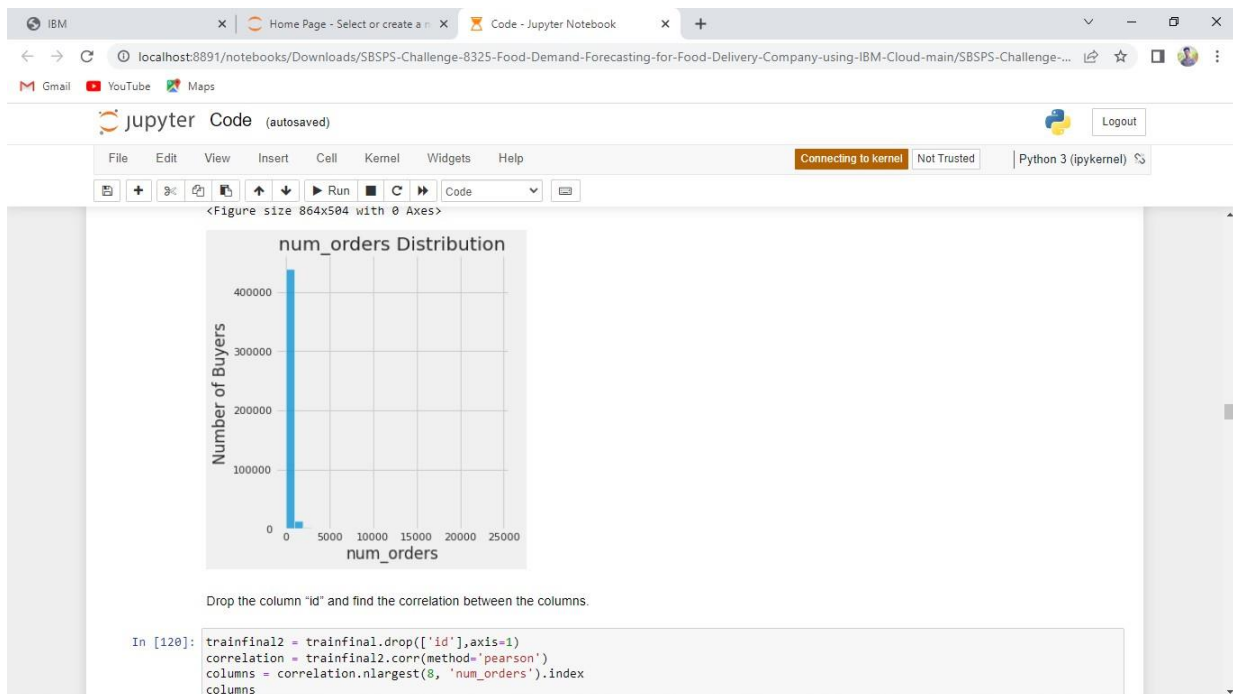 IBM
Home Page - Select or create a n
Code - Jupyter Notebook
localhost:8891/notebooks/Downloads/SBSPS-Challenge-8325-Food-Demand-Forecasting-for-Food-Delivery-Company-using-IBM-Cloud-main/SBSPS-Challenge-...
Gmail YouTube Maps
jupyter Code (autosaved)
Logout
File Edit View Insert Cell Kernel Widgets Help
Connecting to kernel Not Trusted Python 3 (ipykernel)
Run Code
<Figure size 864x504 with 0 Axes>
num_orders Distribution
Number of Buyers
400000
300000
200000
100000
0
0 5000 10000 15000 20000 25000
num_orders
Drop the column “id” and find the correlation between the columns.
In [120]: trainfinal2 = trainfinal.drop(['id'],axis=1)
correlation = trainfinal2.corr(method='pearson')
columns = correlation.nlargest(8, 'num_orders').index
columns